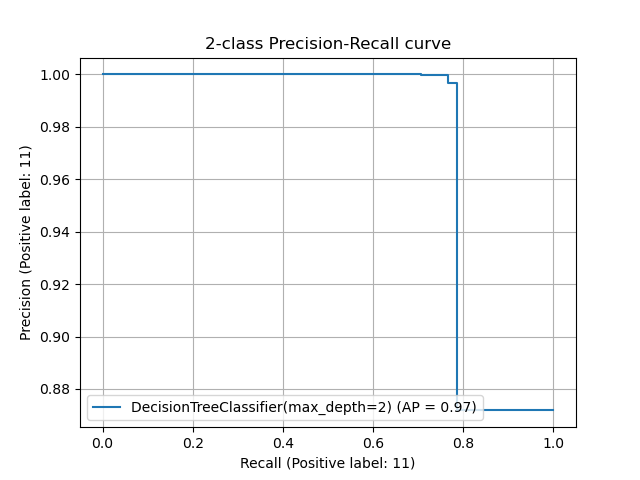 2-class Precision-Recall curve
1.00
0.98
0.96
0.94
0.92
0.90
0.88
Precision (Positive label: 11)
DecisionTreeClassifier(max_depth=2) (AP = 0.97)
0.0 0.2 0.4 0.6 0.8 1.0
Recall (Positive label: 11)